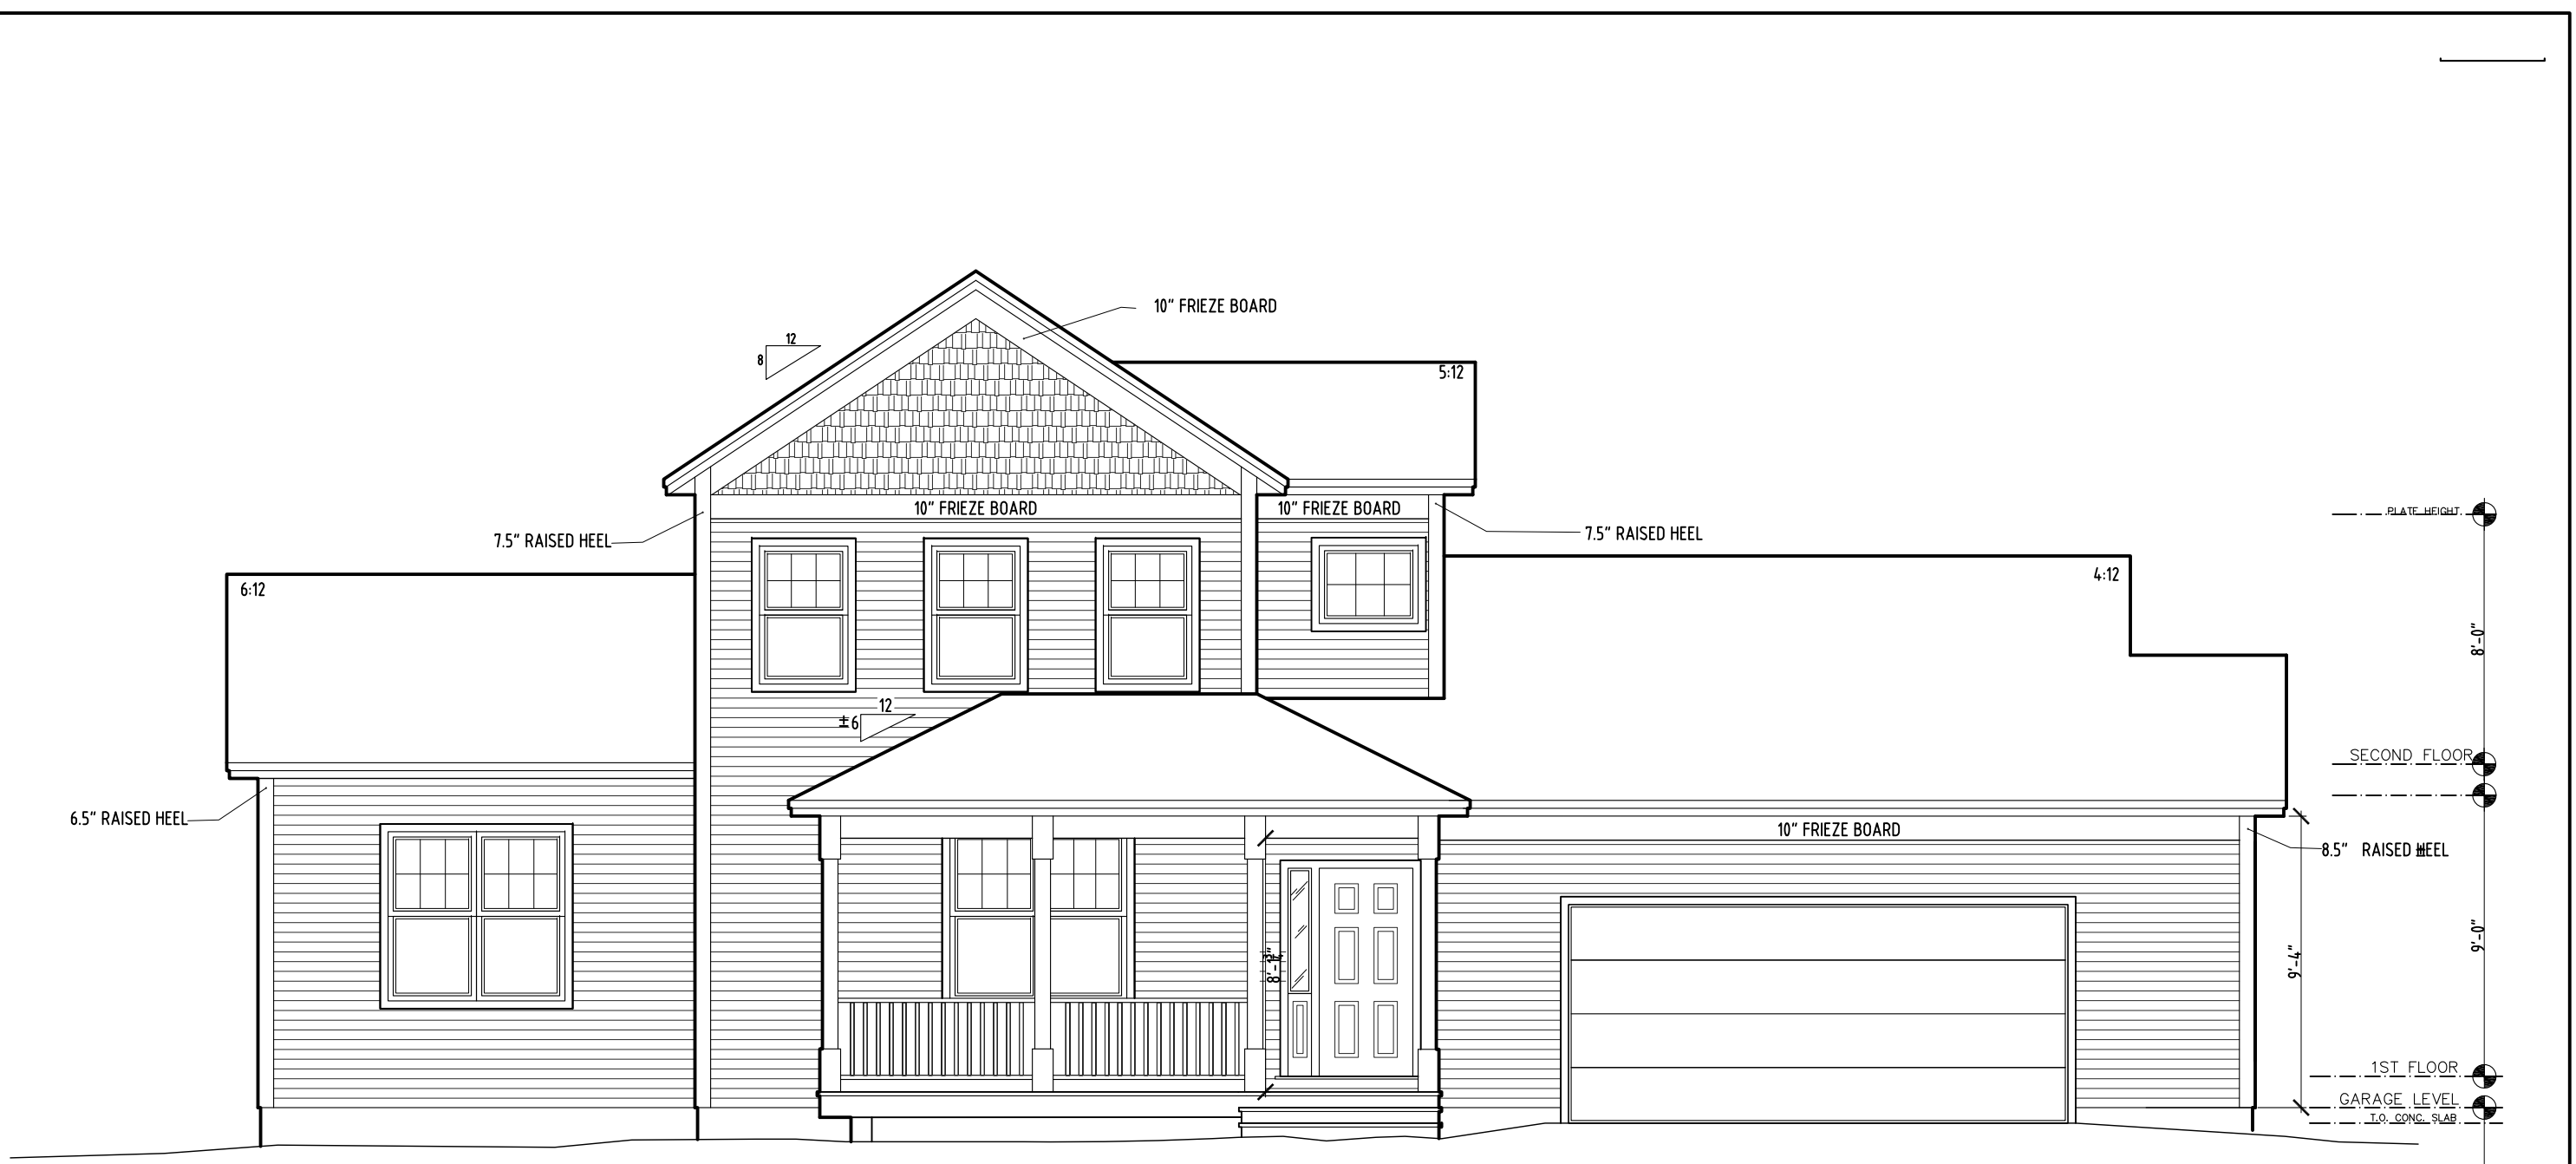 10" FRIEZE BOARD
12
8
5:12
10" FRIEZE BOARD
10" FRIEZE BOARD
PLATE HEIGHT
7.5" RAISED HEEL
7.5" RAISED HEEL
6:12
4:12
8'-0"
12
±6
SECOND FLOOR
6.5" RAISED HEEL
10" FRIEZE BOARD
8.5" RAISED HEEL
9'-0"
9'-4"
1ST FLOOR
GARAGE LEVEL
T.O. CONC. SLAB